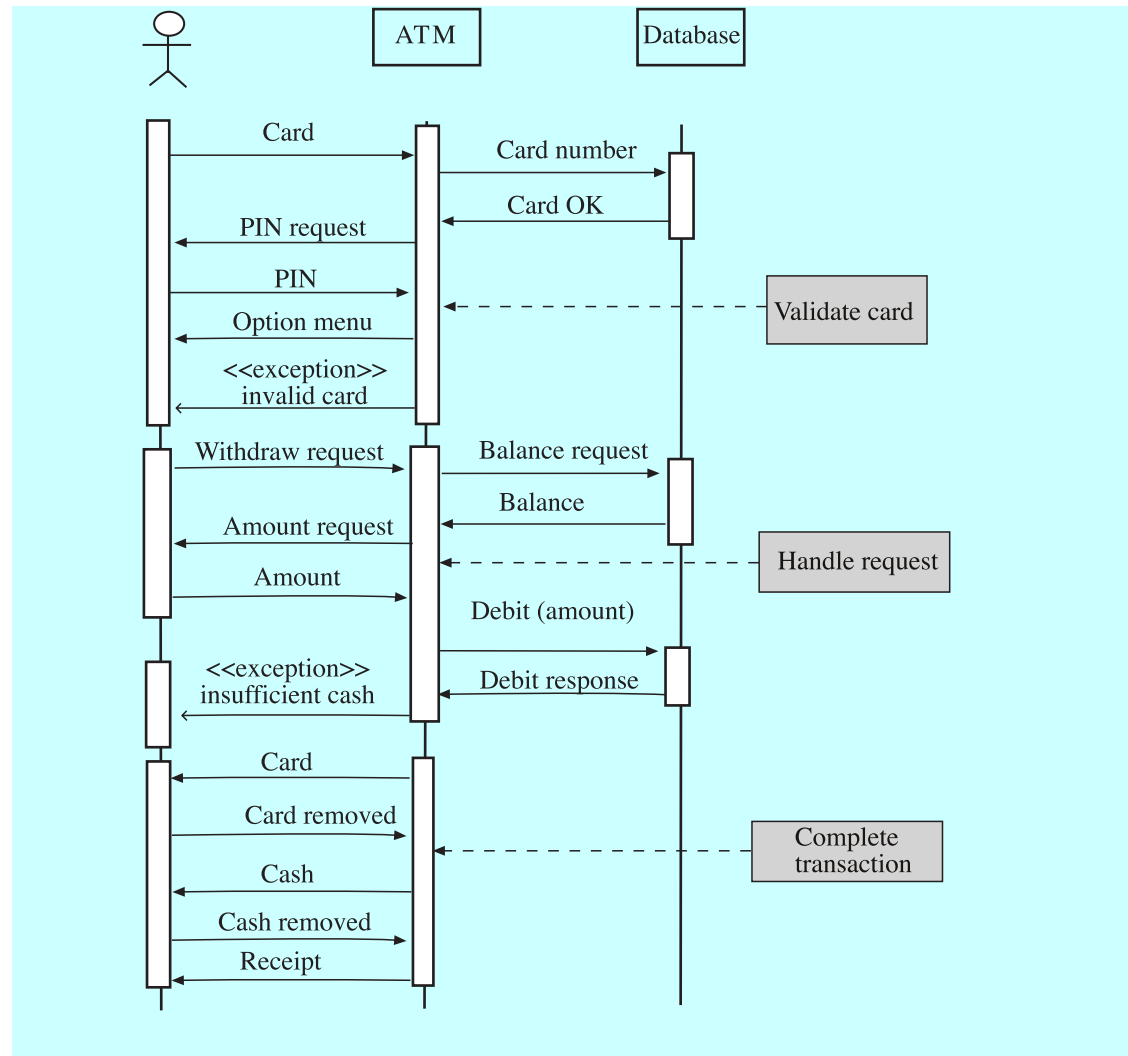 ATM
Database
Card
Card number
Card OK
PIN request
PIN
Validate card
Option menu
<<exception>>
invalid card
Withdraw request
Balance request
Balance
Amount request
Handle request
Amount
Debit (amount)
<<exception>>
insufficient cash
Debit response
Card
Card removed
Complete
transaction
Cash
Cash removed
Receipt